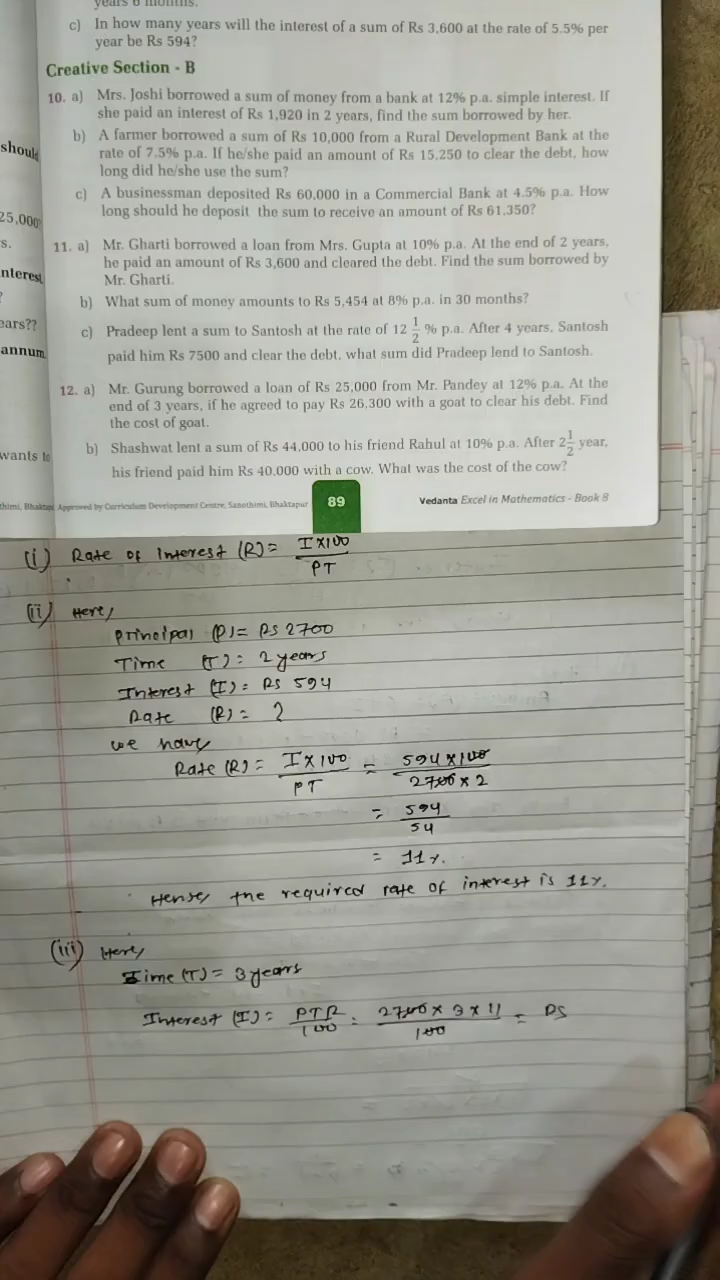 years 6 months.
c) In how many years will the interest of a sum of Rs 3,600 at the rate of 5.5% per
year be Rs 594?
Creative Section - B
10. a) Mrs. Joshi borrowed a sum of money from a bank at 12% p.a. simple interest. If
she paid an interest of Rs 1,920 in 2 years, find the sum borrowed by her.
b) A farmer borrowed a sum of Rs 10,000 from a Rural Development Bank at the
rate of 7.5% p.a. If he/she paid an amount of Rs 15,250 to clear the debt, how
long did he/she use the sum?
c) A businessman deposited Rs 60,000 in a Commercial Bank at 4.5% p.a. How
long should he deposit the sum to receive an amount of Rs 61,350?
11. a) Mr. Gharti borrowed a loan from Mrs. Gupta at 10% p.a. At the end of 2 years,
he paid an amount of Rs 3,600 and cleared the debt. Find the sum borrowed by
Mr. Gharti.
b) What sum of money amounts to Rs 5,454 at 8% p.a. in 30 months?
c) Pradeep lent a sum to Santosh at the rate of 12 1/2 % p.a. After 4 years, Santosh
paid him Rs 7500 and clear the debt, what sum did Pradeep lend to Santosh.
12. a) Mr. Gurung borrowed a loan of Rs 25,000 from Mr. Pandey at 12% p.a. At the
end of 3 years, if he agreed to pay Rs 26,300 with a goat to clear his debt. Find
the cost of goat.
b) Shashwat lent a sum of Rs 44,000 to his friend Rahul at 10% p.a. After 2 1/2 year,
his friend paid him Rs 40,000 with a cow. What was the cost of the cow?
Approved by Curriculum Development Centre, Sanothimi, Bhaktapur 89 Vedanta Excel in Mathematics - Book 8
should
25,000
s.
nterest
?
ears??
annum
wants to
thimi, Bhaktap
(i) Rate of Interest (R) = I×100/PT
(ii) Here,
Principal (P) = Rs 2700
Time (T) = 2 years
Interest (I) = Rs 594
Rate (R) = ?
we have
Rate (R) = I×100/PT = 594×100/2700×2
= 594/54
= 11%.
Hense, the required rate of interest is 11%.
(iii) Here,
Time (T) = 3 years
Interest (I) = PTR/100 = 2700×3×11/100 = Rs